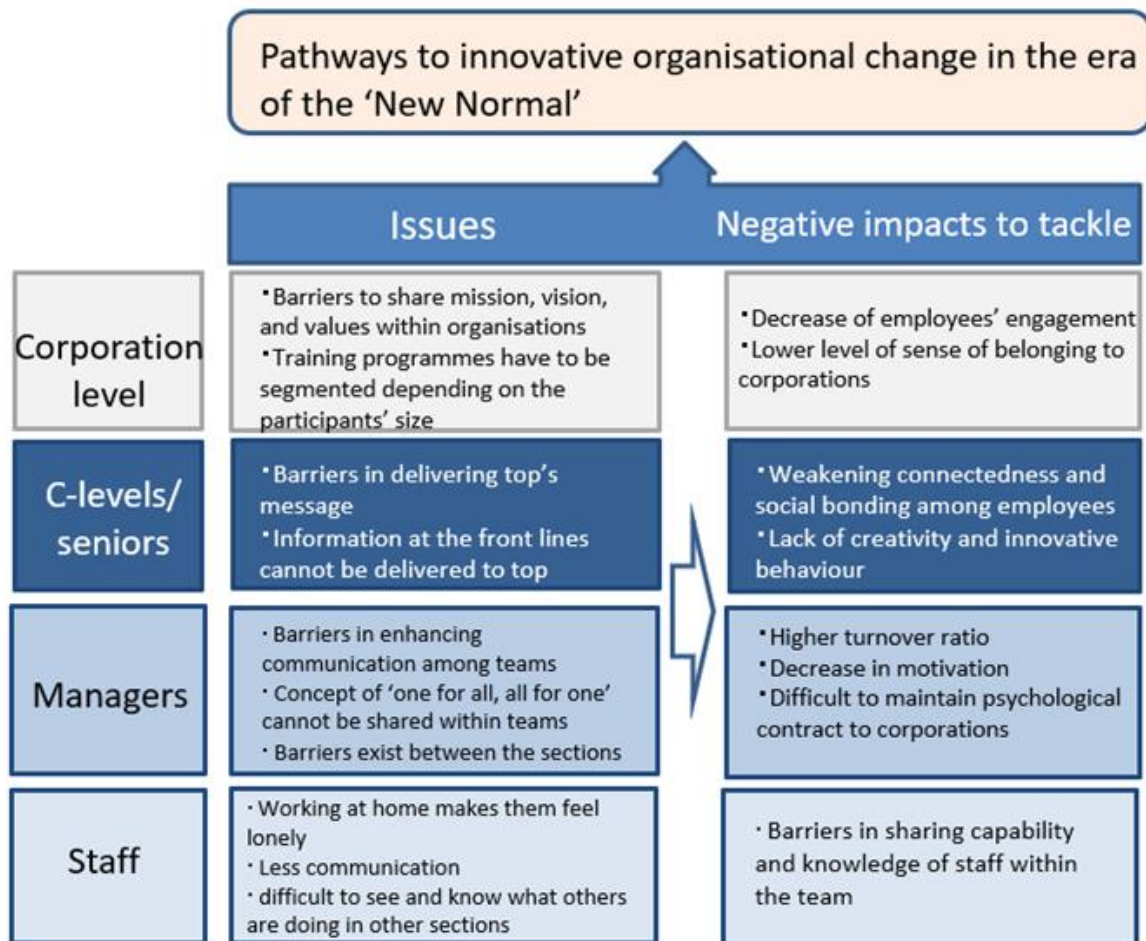 Pathways to innovative organisational change in the era
of the ‘New Normal’
Issues
Negative impacts to tackle
Corporation
level
▪Barriers to share mission, vision,
and values within organisations
▪Training programmes have to be
segmented depending on the
participants’ size
▪Decrease of employees’ engagement
▪Lower level of sense of belonging to
corporations
C-levels/
seniors
▪Barriers in delivering top’s
message
▪Information at the front lines
cannot be delivered to top
▪Weakening connectedness and
social bonding among employees
▪Lack of creativity and innovative
behaviour
Managers
· Barriers in enhancing
communication among teams
· Concept of ‘one for all, all for one’
cannot be shared within teams
· Barriers exist between the sections
▪Higher turnover ratio
▪Decrease in motivation
▪Difficult to maintain psychological
contract to corporations
Staff
· Working at home makes them feel
lonely
· Less communication
· difficult to see and know what others
are doing in other sections
· Barriers in sharing capability
and knowledge of staff within
the team